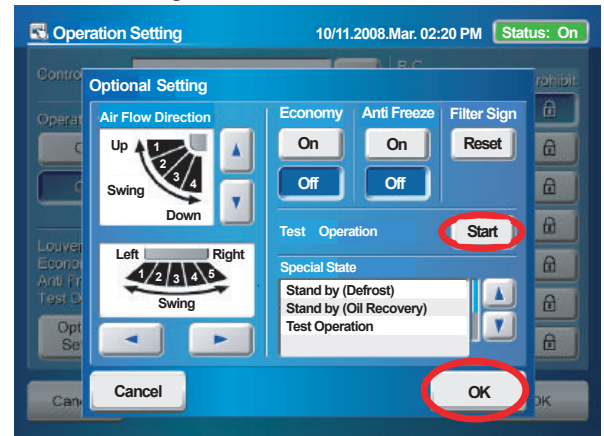 Operation Setting
10/11.2008.Mar. 02:20 PM
Status: On
Optional Setting
Air Flow Direction
Up
1
2
3
4
Swing
Down
Left
Right
1 2 3 4 5
Swing
Economy
On
Off
Anti Freeze
On
Off
Filter Sign
Reset
Test Operation
Start
Special State
Stand by (Defrost)
Stand by (Oil Recovery)
Test Operation
Cancel
OK